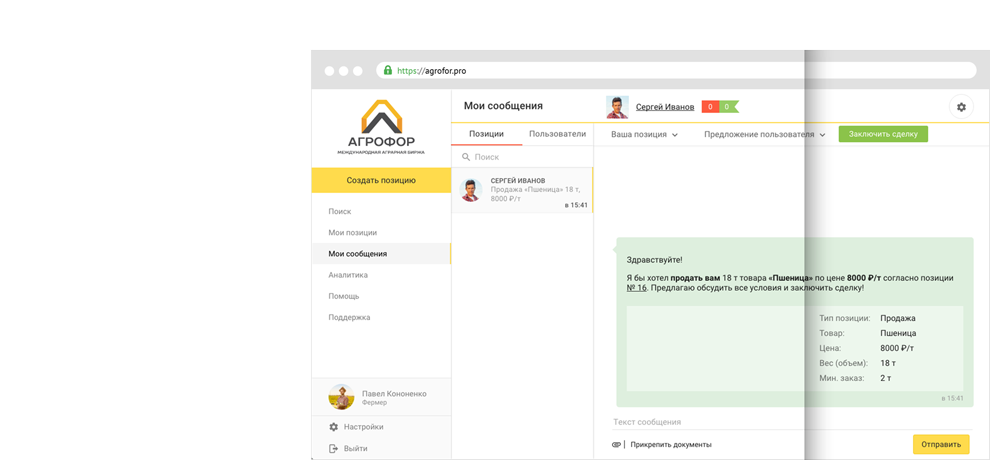 https://agrofor.pro
АГРОФОР
МЕЖДУНАРОДНАЯ АГРАРНАЯ БИРЖА
Создать позицию
Поиск
Мои позиции
Мои сообщения
Аналитика
Помощь
Поддержка
Павел Кононенко
Фермер
Настройки
Выйти
Мои сообщения
Позиции
Пользователи
Поиск
СЕРГЕЙ ИВАНОВ
Продажа «Пшеница» 18 т,
8000 ₽/т
в 15:41
Сергей Иванов
0
0
Ваша позиция
Предложение пользователя
Заключить сделку
Здравствуйте!
Я бы хотел продать вам 18 т товара «Пшеница» по цене 8000 ₽/т согласно позиции
№ 16. Предлагаю обсудить все условия и заключить сделку!
Тип позиции: Продажа
Товар: Пшеница
Цена: 8000 ₽/т
Вес (объем): 18 т
Мин. заказ: 2 т
в 15:41
Текст сообщения
Прикрепить документы
Отправить